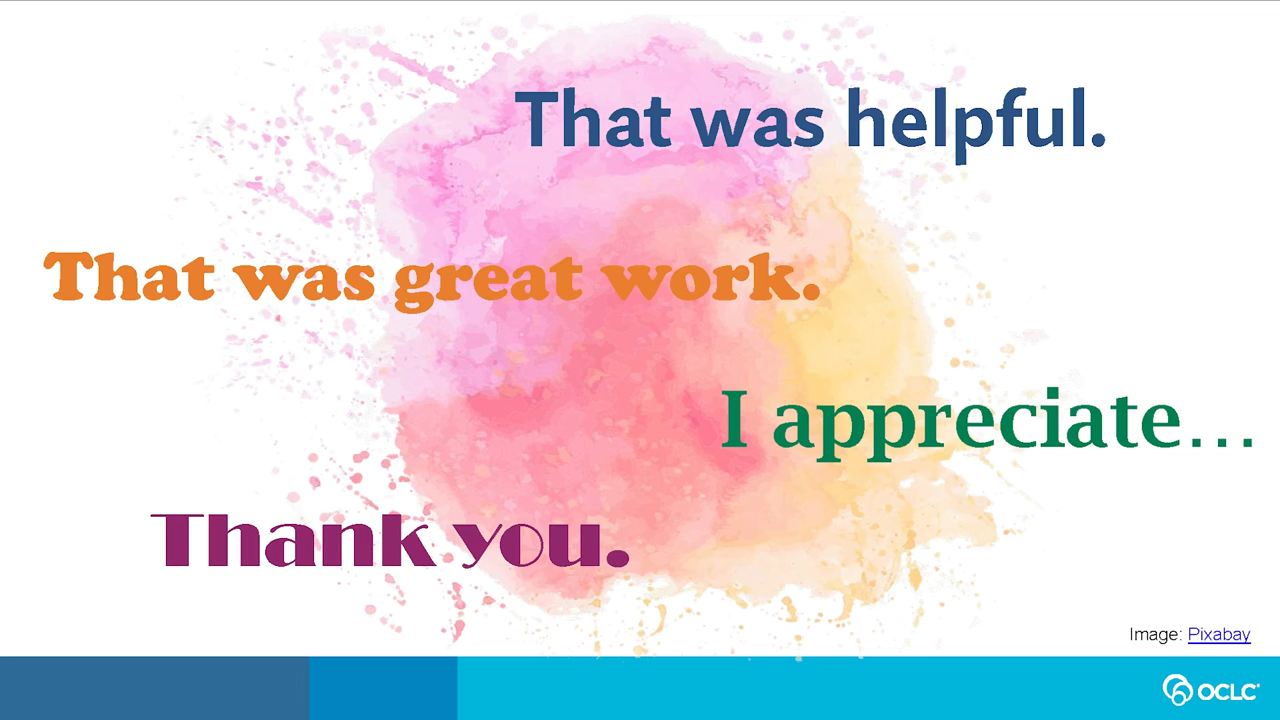 That was helpful.
That was great work.
I appreciate…
Thank you.
Image: Pixabay
OCLC